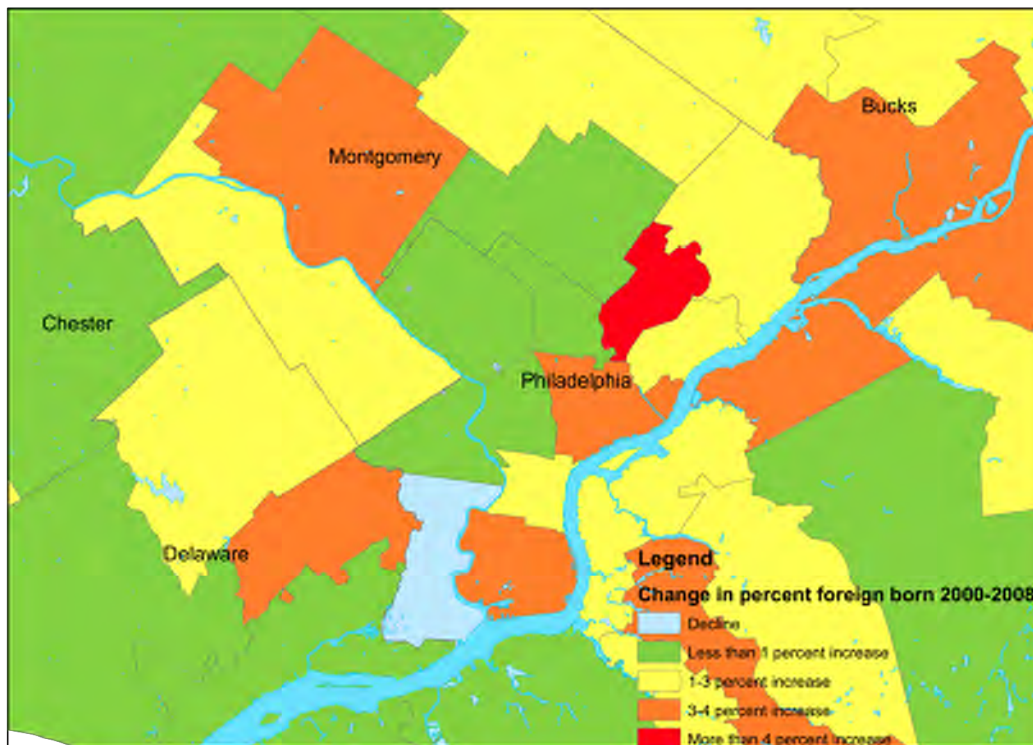 Bucks
Montgomery
Chester
Philadelphia
Delaware
Legend
Change in percent foreign born 2000-2008
Decline
Less than 1 percent increase
1-3 percent increase
3-4 percent increase
More than 4 percent increase